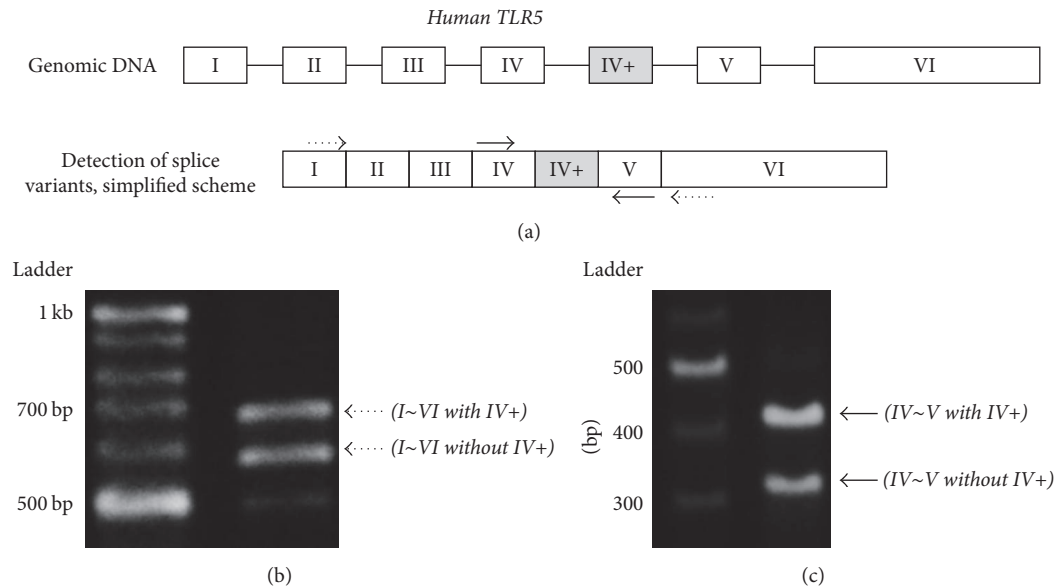 Human TLR5
Genomic DNA I II III IV IV+ V VI
Detection of splice
variants, simplified scheme
I II III IV IV+ V VI
(a)
Ladder
1 kb
700 bp
500 bp
(I~VI with IV+)
(I~VI without IV+)
(b)
Ladder
500
400
300
(bp)
(IV~V with IV+)
(IV~V without IV+)
(c)